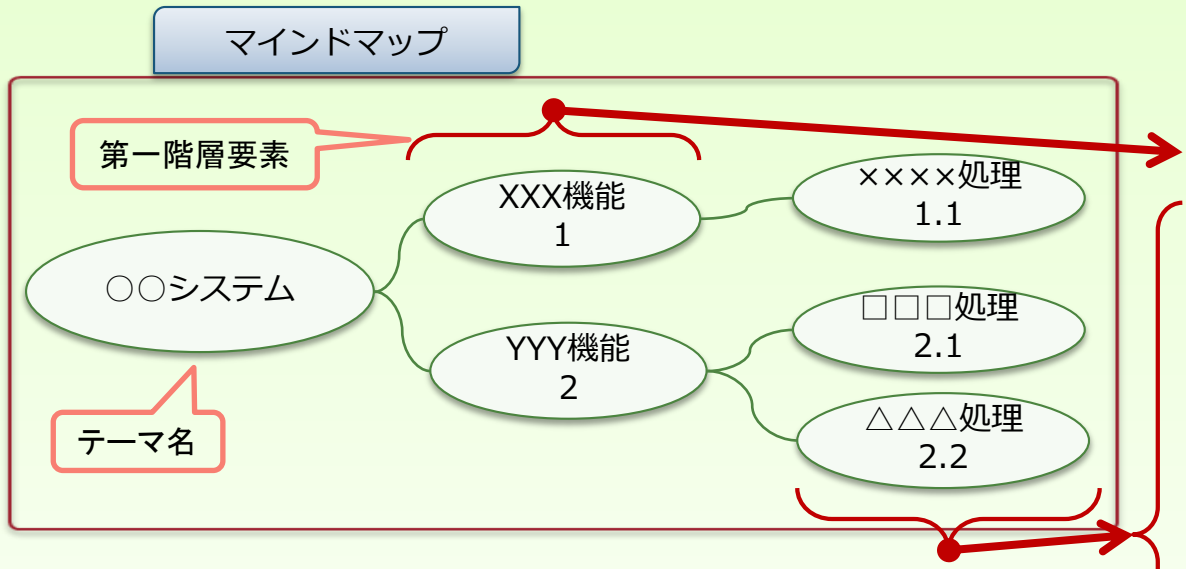 マインドマップ
第一階層要素
XXX機能
1
××××処理
1.1
○○システム
□□□処理
2.1
YYY機能
2
△△△処理
2.2
テーマ名